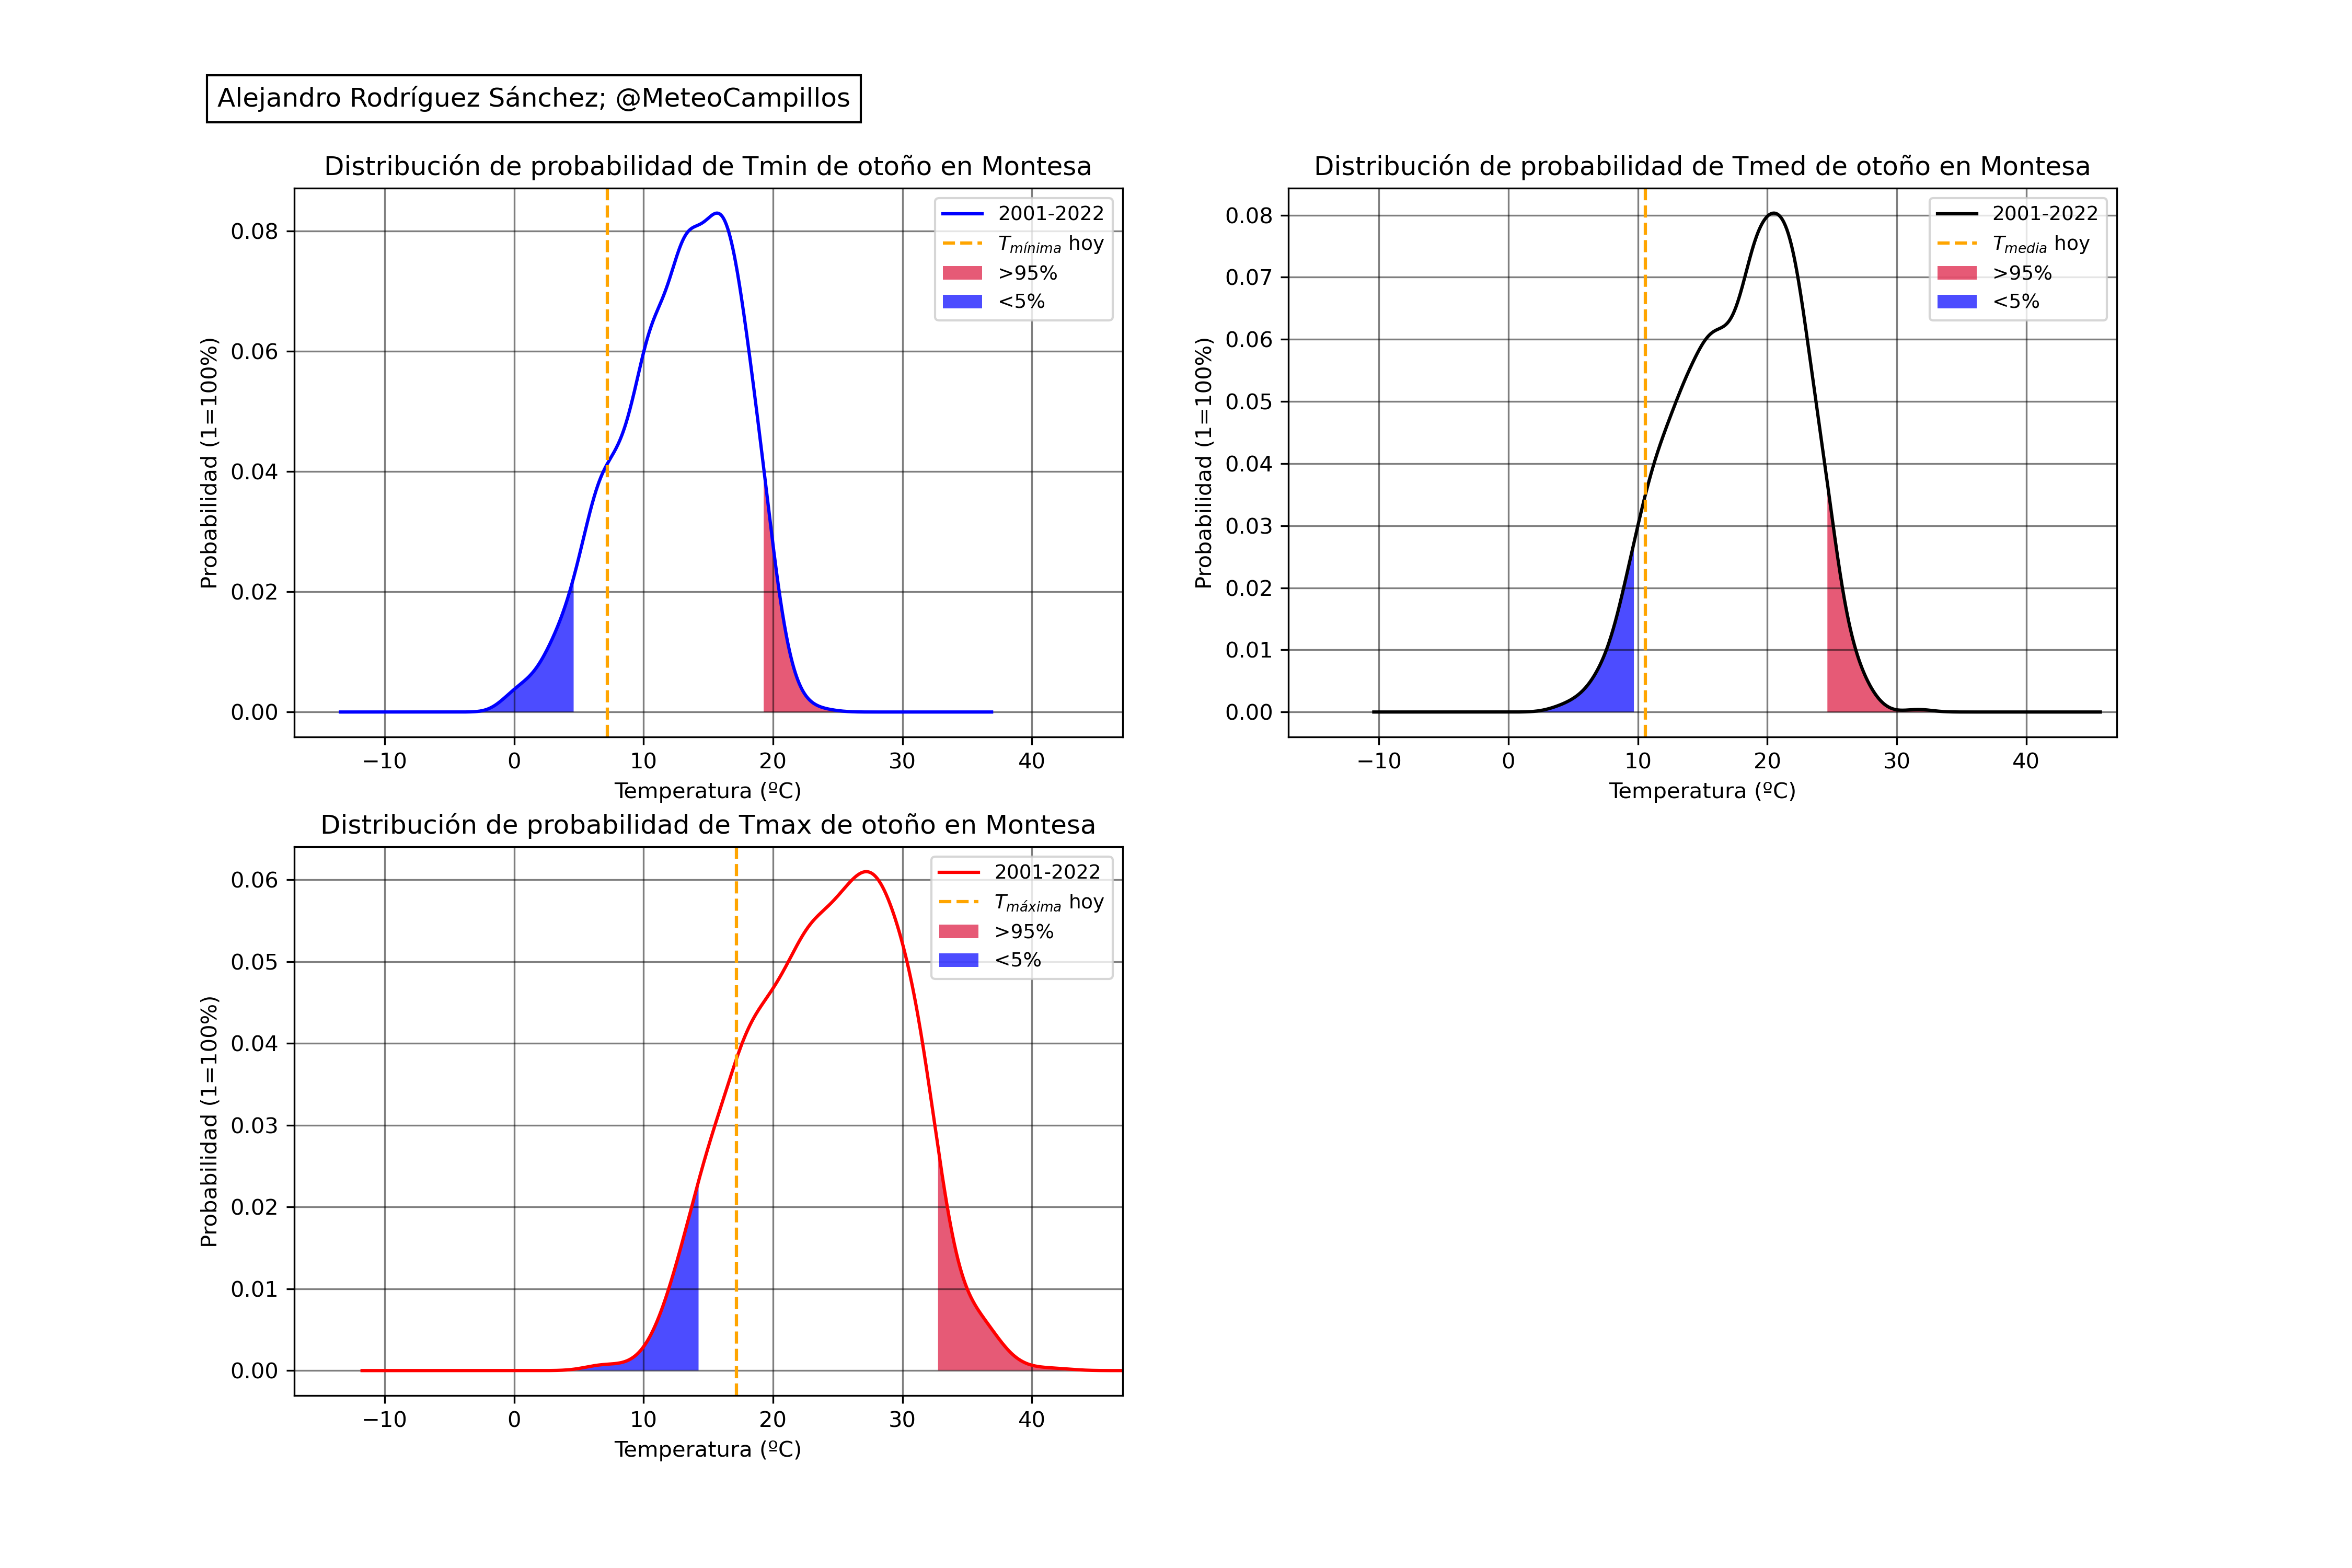 Alejandro Rodríguez Sánchez; @MeteoCampillos
Distribución de probabilidad de Tmin de otoño en Montesa
Probabilidad (1=100%)
0.08
0.06
0.04
0.02
0.00
2001-2022
Tmínima hoy
>95%
<5%
−10 0 10 20 30 40
Temperatura (ºC)
Distribución de probabilidad de Tmed de otoño en Montesa
Probabilidad (1=100%)
0.08
0.07
0.06
0.05
0.04
0.03
0.02
0.01
0.00
2001-2022
Tmedia hoy
>95%
<5%
−10 0 10 20 30 40
Temperatura (ºC)
Distribución de probabilidad de Tmax de otoño en Montesa
Probabilidad (1=100%)
0.06
0.05
0.04
0.03
0.02
0.01
0.00
2001-2022
Tmáxima hoy
>95%
<5%
−10 0 10 20 30 40
Temperatura (ºC)